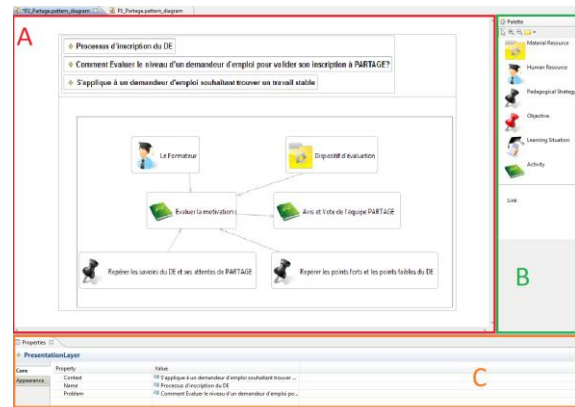 *P2_Partage.pattern_diagram
P1_Partage.pattern_diagram
A
Processus d'inscription du DE
Comment Evaluer le niveau d'un demandeur d'emploi pour valider son inscription à PARTAGE?
S'applique à un demandeur d'emploi souhaitant trouver un travail stable
Le Formateur
Dispositif d'évaluation
Evaluer la motivation
Avis et Vote de l'équipe PARTAGE
Repérer les savoirs du DE et ses attentes de PARTAGE
Repérer les points forts et les points faibles du DE
Palette
Material Resource
Human Resource
Pedagogical Strategy
Objective
Learning Situation
Activity
Link
B
Properties
PresentationLayer
Core
Appearance
Property Value
Context S'applique à un demandeur d'emploi souhaitant trouver ...
Name Processus d'inscription du DE
Problem Comment Evaluer le niveau d'un demandeur d'emploi po...
C